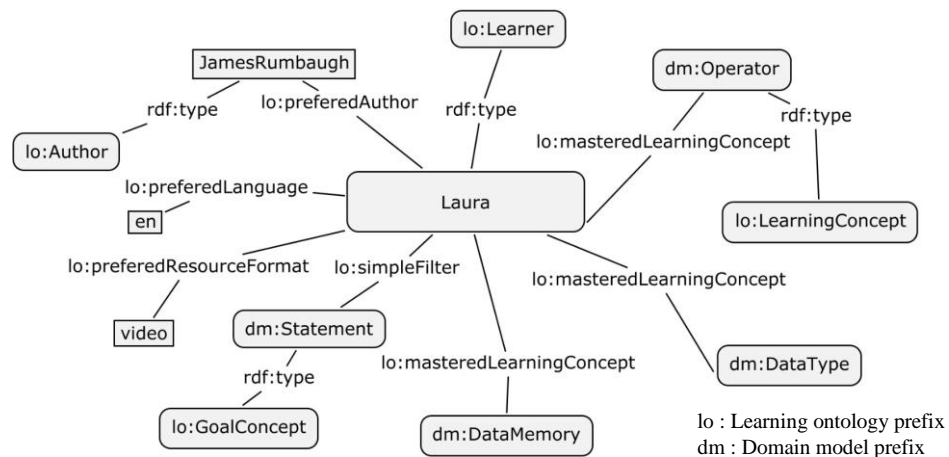 lo:Learner
JamesRumbaugh
dm:Operator
rdf:type
lo:preferedAuthor
rdf:type
rdf:type
lo:Author
lo:masteredLearningConcept
lo:preferedLanguage
Laura
en
lo:LearningConcept
lo:preferedResourceFormat
lo:simpleFilter
lo:masteredLearningConcept
video
dm:Statement
lo:masteredLearningConcept
dm:DataType
rdf:type
lo:GoalConcept
dm:DataMemory
lo : Learning ontology prefix
dm : Domain model prefix